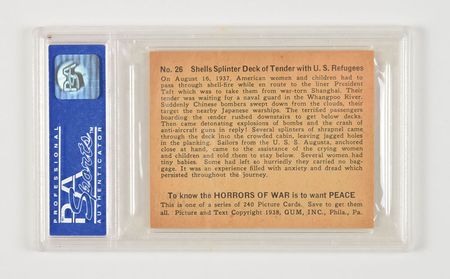 No. 26 Shells Splinter Deck of Tender with U. S. Refugees
On August 16, 1937, American women and children had to
pass through shell-fire while en route to the liner President
Taft which was to take them from war-torn Shanghai. Their
tender was waiting for a naval guard in the Whangpoo River.
Suddenly Chinese bombers swept down from the clouds, their
target the nearby Japanese warships. The terrified passengers
boarding the tender rushed downstairs to get below decks.
Then came detonating explosions of bombs and the crash of
anti-aircraft guns in reply! Several splinters of shrapnel came
through the deck into the crowded cabin, leaving jagged holes
in the planking. Sailors from the U. S. S. Augusta, anchored
close at hand, came to the assistance of the crying women
and children and told them to stay below. Several women had
tiny babies. Some had left so hurriedly they carried no bag-
gage. It was an experience filled with anxiety and dread which
persisted throughout the journey.
To know the HORRORS OF WAR is to want PEACE
This is one of a series of 240 Picture Cards. Save to get them
all. Picture and Text Copyright 1938, GUM, INC., Phila., Pa.
PSA
PROFESSIONAL
Sports
AUTHENTICATOR
PSA